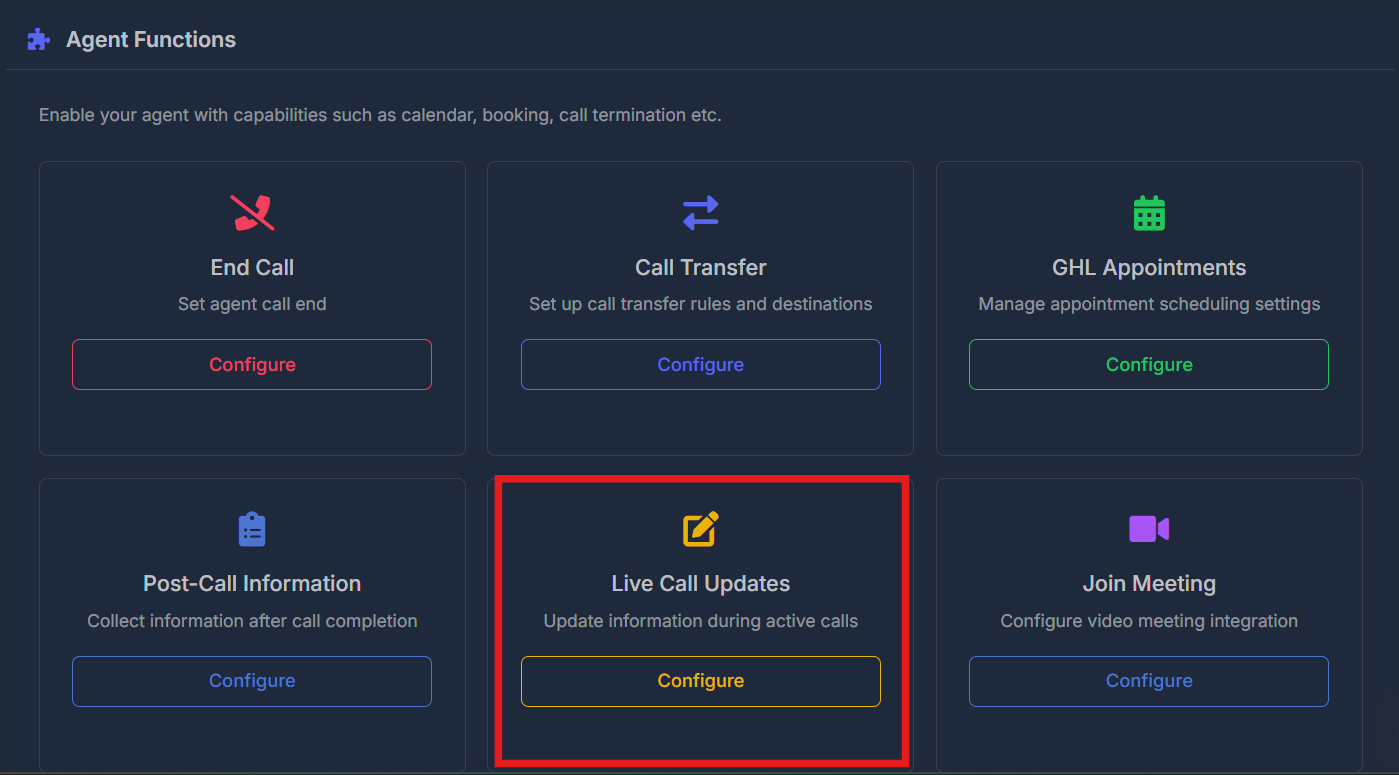 Agent Functions
Enable your agent with capabilities such as calendar, booking, call termination etc.
End Call
Set agent call end
Configure
Call Transfer
Set up call transfer rules and destinations
Configure
GHL Appointments
Manage appointment scheduling settings
Configure
Post-Call Information
Collect information after call completion
Configure
Live Call Updates
Update information during active calls
Configure
Join Meeting
Configure video meeting integration
Configure